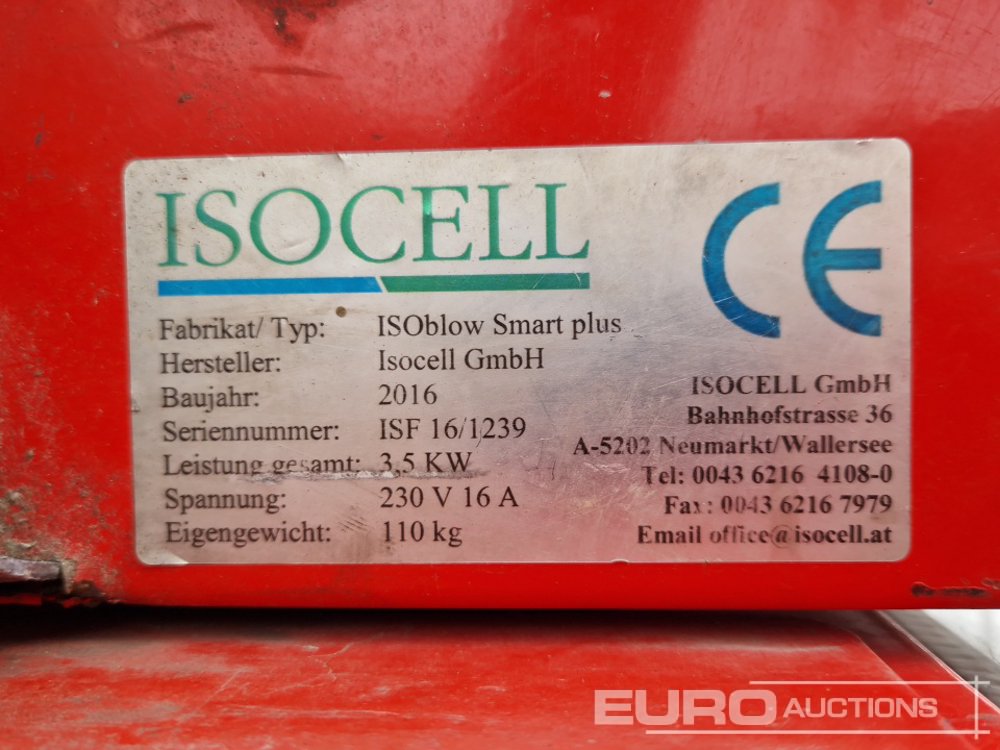 ISOCELL
CE
Fabrikat/ Typ: ISOblow Smart plus
Hersteller: Isocell GmbH
Baujahr: 2016
Seriennummer: ISF 16/1239
Leistung gesamt: 3,5 KW
Spannung: 230 V 16 A
Eigengewicht: 110 kg
ISOCELL GmbH
Bahnhofstrasse 36
A-5202 Neumarkt/Wallersee
Tel: 0043 6216 4108-0
Fax: 0043 6216 7979
Email office@isocell.at
EURO AUCTIONS